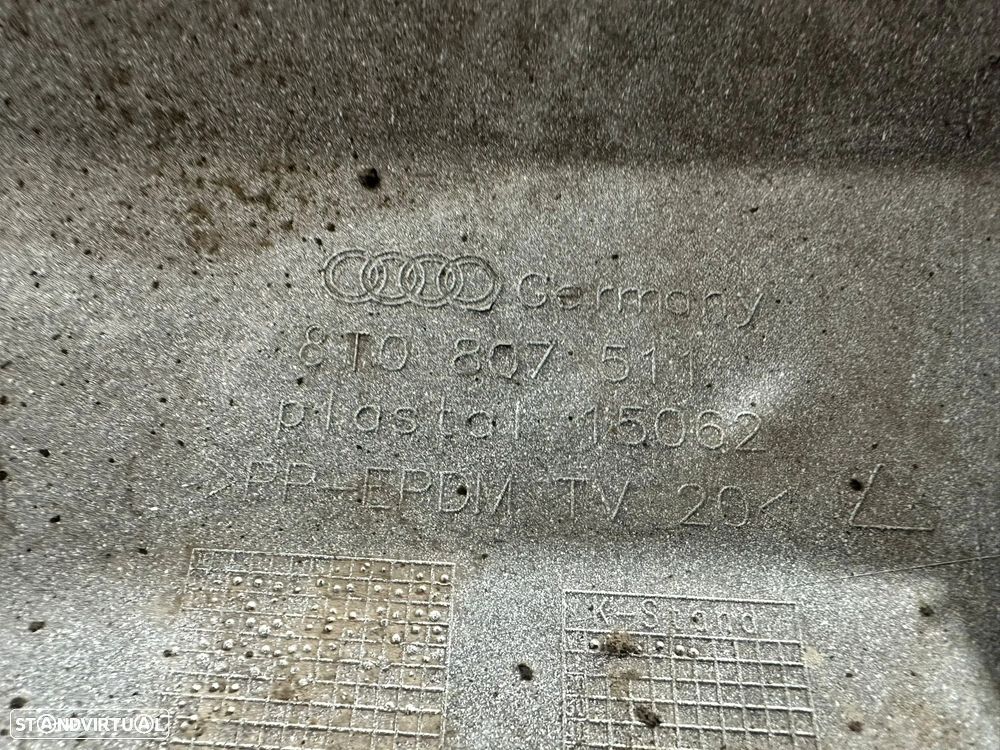 Germany
8T0 807 511
plastal 15062
>PP-EPDM TV 20<
K-Stand
STANDVIRTUAL